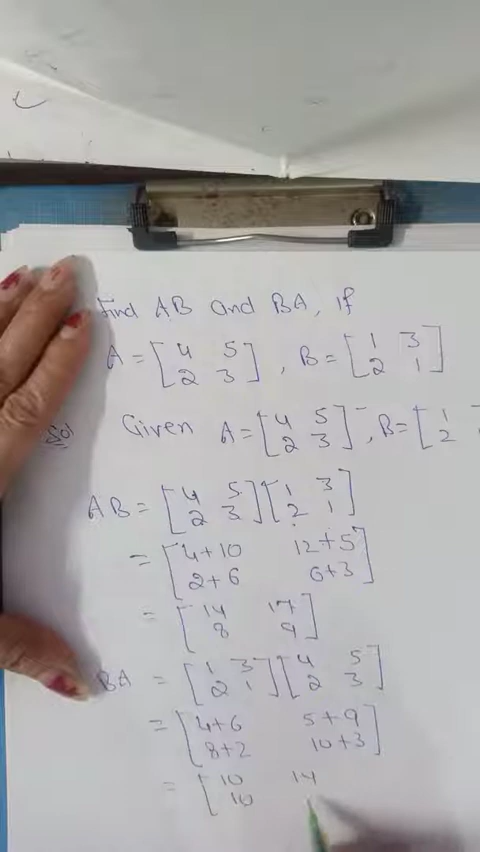 Find AB and BA, If
A = [4 5
2 3], B = [1 3
2 1]
Sol Given A = [4 5
2 3], B = [1
2
AB = [4 5
2 3] [1 3
2 1]
= [4+10 12+5
2+6 6+3]
= [14 17
8 9]
BA = [1 3
2 1] [4 5
2 3]
= [4+6 5+9
8+2 10+3]
= [10 14
10